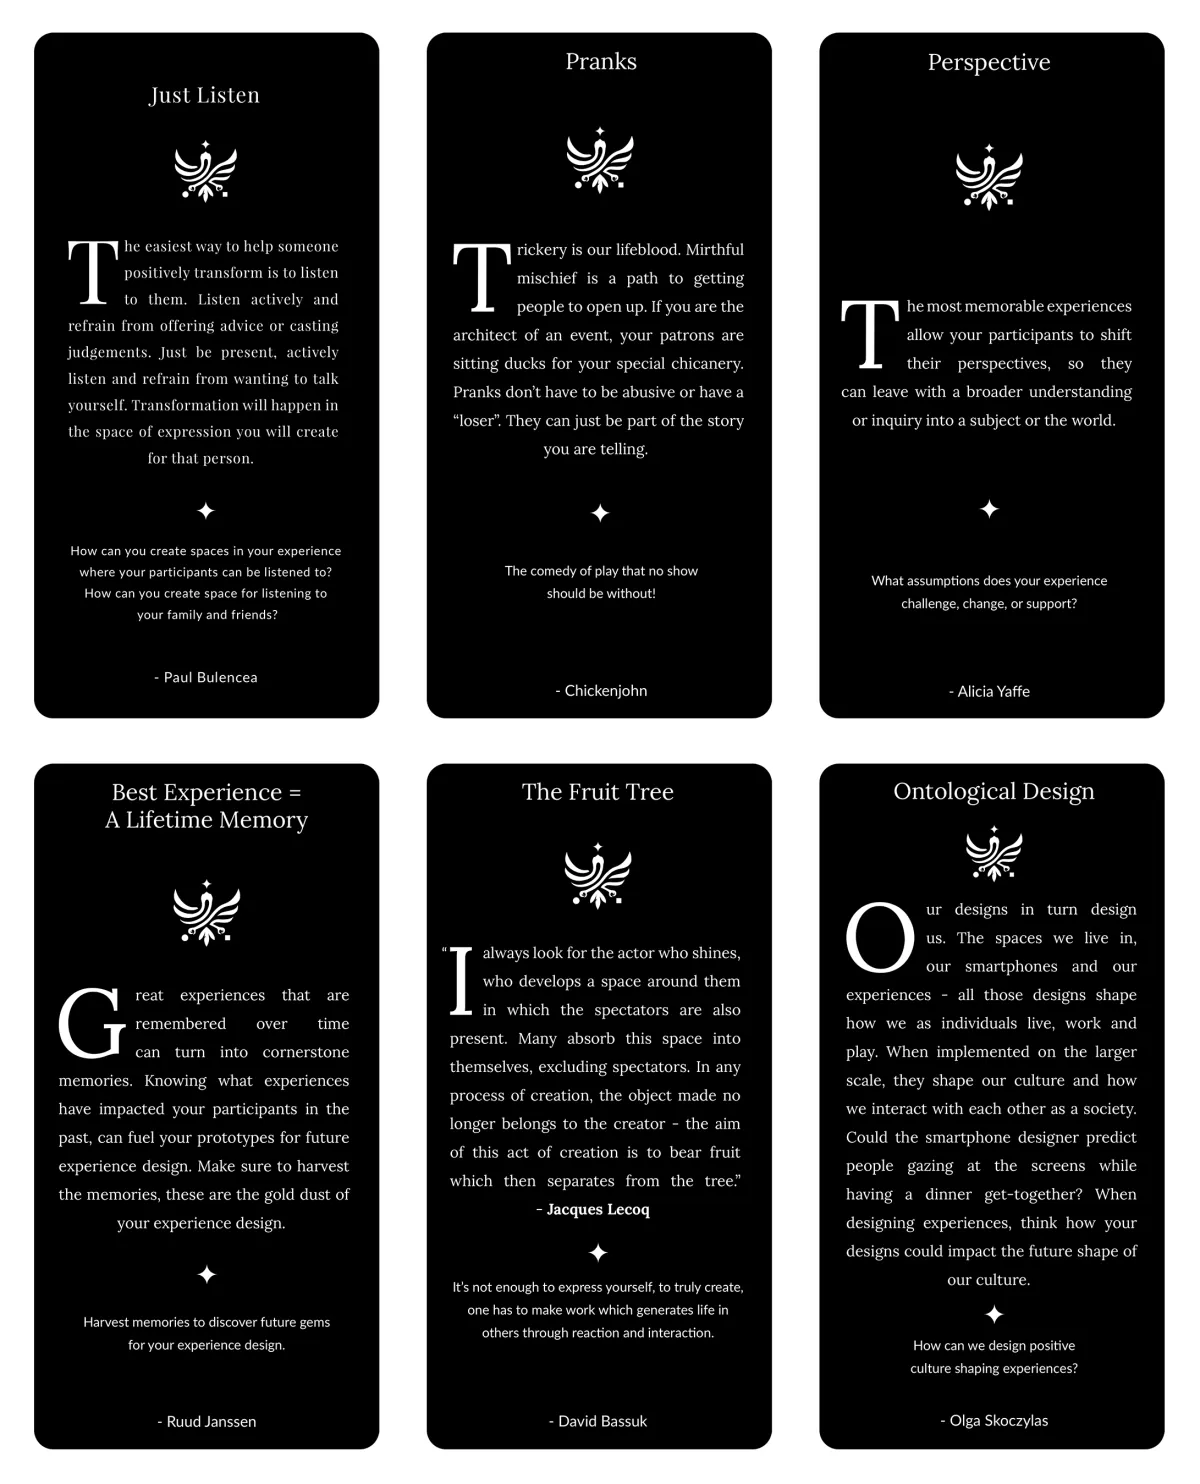 Just Listen
The easiest way to help someone
positively transform is to listen
to them. Listen actively and
refrain from offering advice or casting
judgements. Just be present, actively
listen and refrain from wanting to talk
yourself. Transformation will happen in
the space of expression you will create
for that person.
How can you create spaces in your experience
where your participants can be listened to?
How can you create space for listening to
your family and friends?
- Paul Bulencea
Pranks
Trickery is our lifeblood. Mirthful
mischief is a path to getting
people to open up. If you are the
architect of an event, your patrons are
sitting ducks for your special chicanery.
Pranks don’t have to be abusive or have a
“loser”. They can just be part of the story
you are telling.
The comedy of play that no show
should be without!
- Chickenjohn
Perspective
The most memorable experiences
allow your participants to shift
their perspectives, so they
can leave with a broader understanding
or inquiry into a subject or the world.
What assumptions does your experience
challenge, change, or support?
- Alicia Yaffe
Best Experience =
A Lifetime Memory
Great experiences that are
remembered over time
can turn into cornerstone
memories. Knowing what experiences
have impacted your participants in the
past, can fuel your prototypes for future
experience design. Make sure to harvest
the memories, these are the gold dust of
your experience design.
Harvest memories to discover future gems
for your experience design.
- Ruud Janssen
The Fruit Tree
“I always look for the actor who shines,
who develops a space around them
in which the spectators are also
present. Many absorb this space into
themselves, excluding spectators. In any
process of creation, the object made no
longer belongs to the creator - the aim
of this act of creation is to bear fruit
which then separates from the tree.”
- Jacques Lecoq
It’s not enough to express yourself, to truly create,
one has to make work which generates life in
others through reaction and interaction.
- David Bassuk
Ontological Design
Our designs in turn design
us. The spaces we live in,
our smartphones and our
experiences - all those designs shape
how we as individuals live, work and
play. When implemented on the larger
scale, they shape our culture and how
we interact with each other as a society.
Could the smartphone designer predict
people gazing at the screens while
having a dinner get-together? When
designing experiences, think how your
designs could impact the future shape of
our culture.
How can we design positive
culture shaping experiences?
- Olga Skoczylas